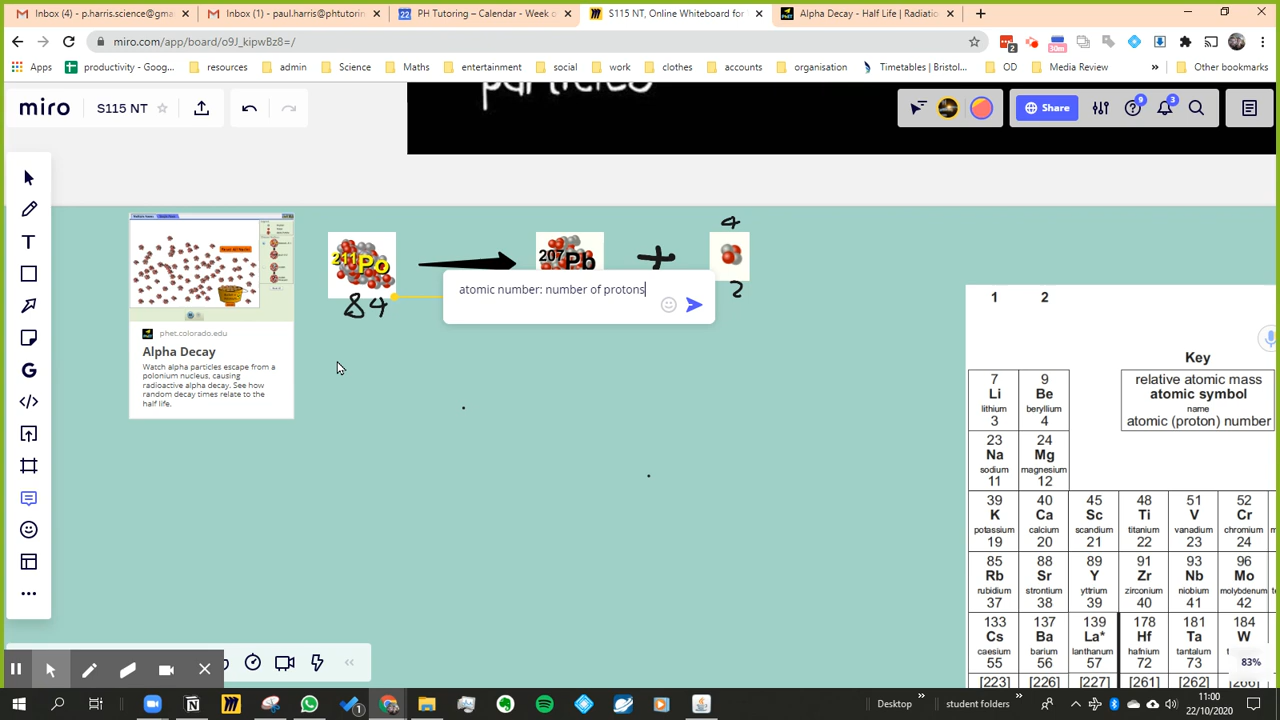 Inbox (4) - p.harris.science@gma
Inbox (1) - paul.harris@phtutorin
PH Tutoring – Calendar - Week o
S115 NT, Online Whiteboard for
Alpha Decay - Half Life | Radiatio
miro.com/app/board/o9J_kipwBz8=/
2
30m
Apps
productivity - Goog...
resources
admin
Science
Maths
entertainment
social
work
clothes
accounts
organisation
Timetables | Bristol...
OD
Media Review
»
Other bookmarks
particles
miro
S115 NT
Share
9
3
211Po
84
207Pb
+
4
2
atomic number: number of protons
phet.colorado.edu
Alpha Decay
Watch alpha particles escape from a
polonium nucleus, causing
radioactive alpha decay. See how
random decay times relate to the
half life.
1 2
Key
relative atomic mass
atomic symbol
name
atomic (proton) number
7 9
Li Be
lithium beryllium
3 4
23 24
Na Mg
sodium magnesium
11 12
39 40 45 48 51 52
K Ca Sc Ti V Cr
potassium calcium scandium titanium vanadium chromium
19 20 21 22 23 24
85 88 89 91 93 96
Rb Sr Y Zr Nb Mo
rubidium strontium yttrium zirconium niobium molybdenum
37 38 39 40 41 42
133 137 139 178 181 184
Cs Ba La* Hf Ta W
caesium barium lanthanum hafnium tantalum tungsten
55 56 57 72 73
[223] [226] [227] [261] [262] [266]
83%
Desktop
»
student folders
»
11:00
22/10/2020